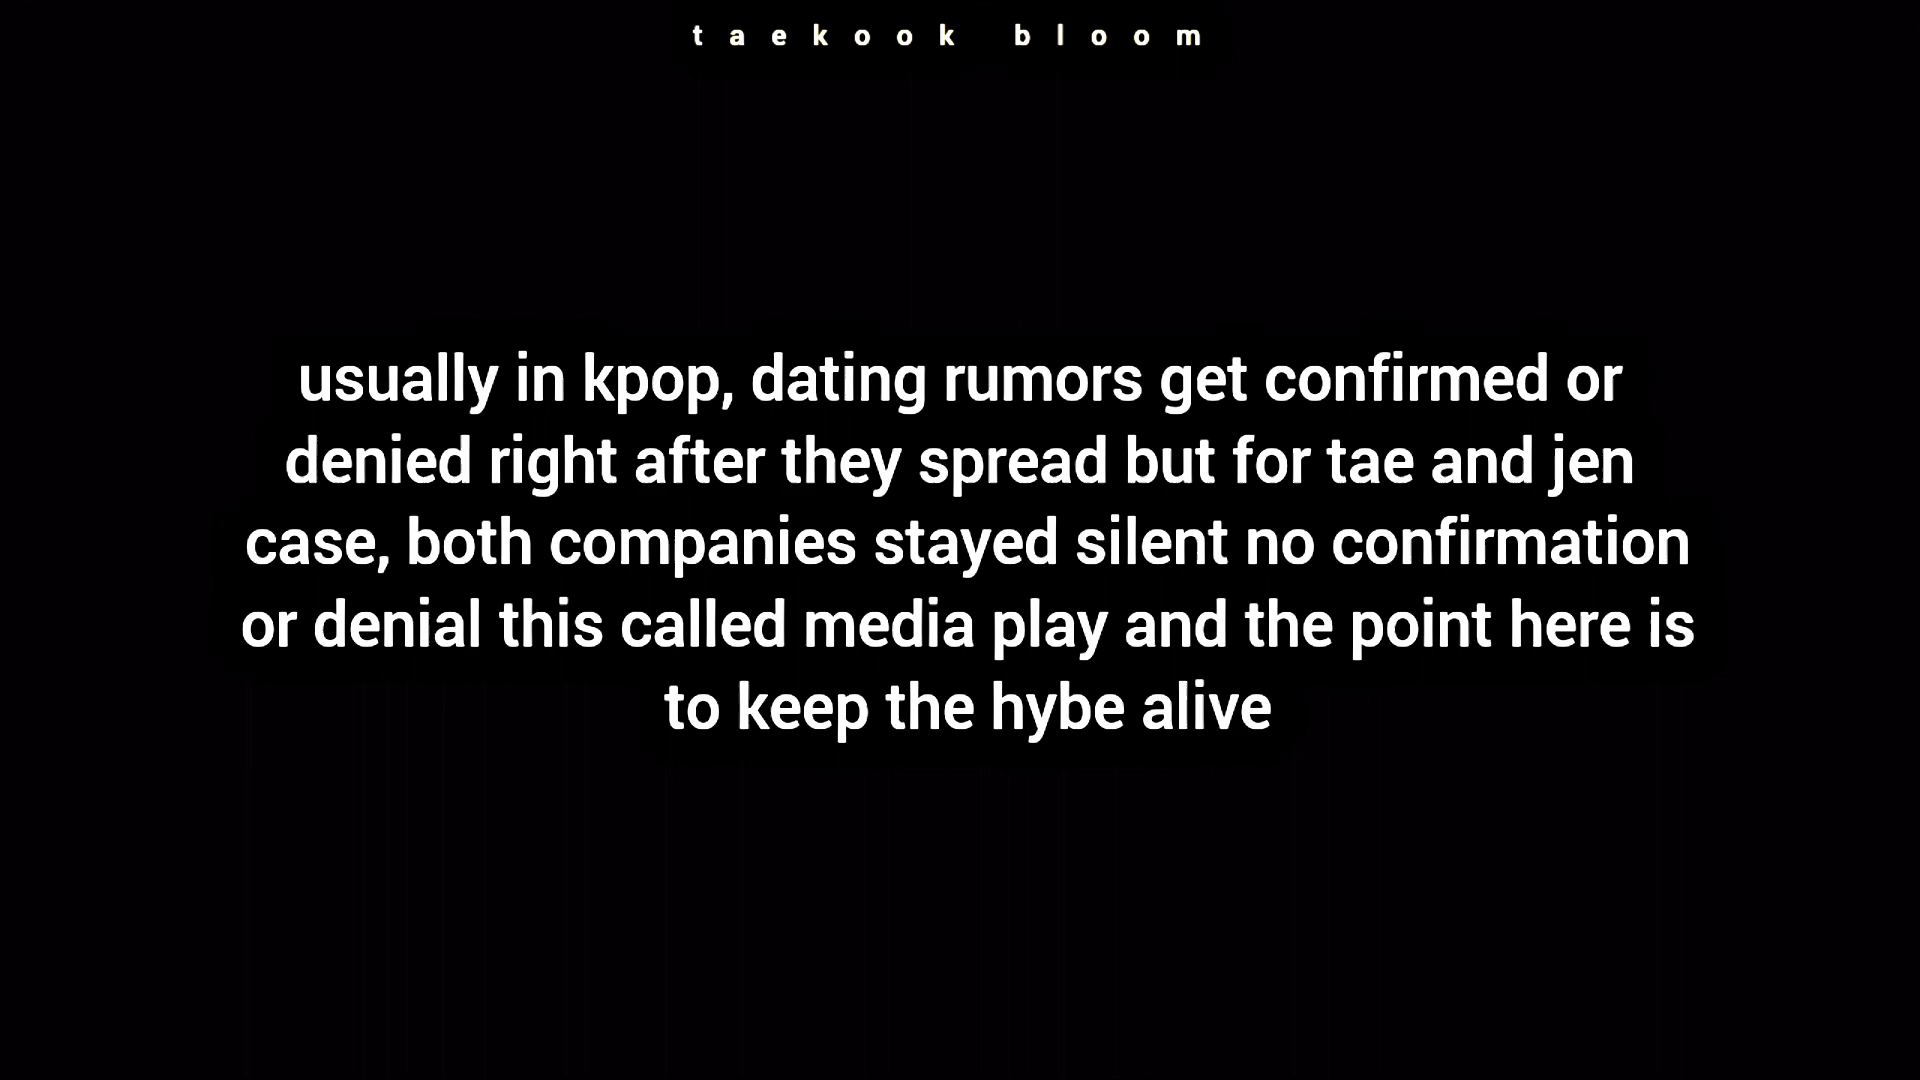 taekook bloom
usually in kpop, dating rumors get confirmed or
denied right after they spread but for tae and jen
case, both companies stayed silent no confirmation
or denial this called media play and the point here is
to keep the hybe alive